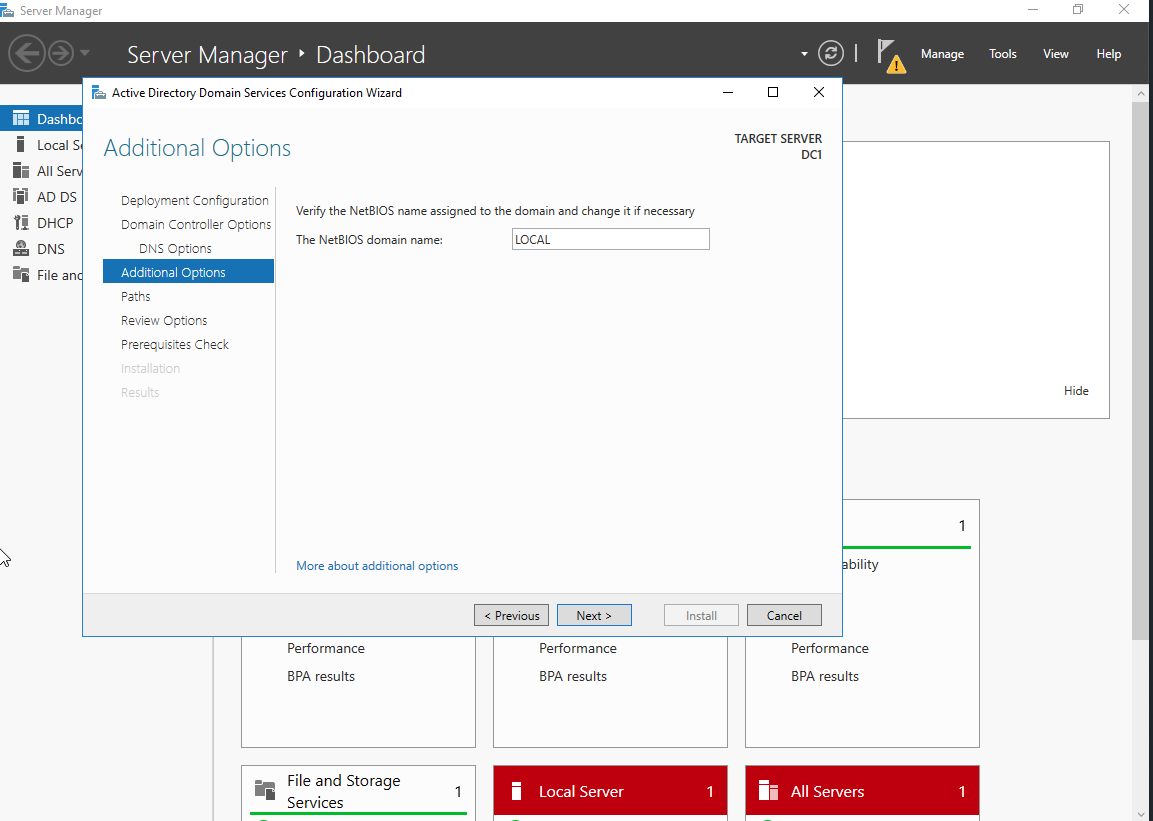 Server Manager
Server Manager ‣ Dashboard
Manage
Tools
View
Help
Active Directory Domain Services Configuration Wizard
Additional Options
TARGET SERVER
DC1
Dashbo
Local Se
All Serv
AD DS
DHCP
DNS
File and
Deployment Configuration
Domain Controller Options
DNS Options
Additional Options
Paths
Review Options
Prerequisites Check
Installation
Results
Verify the NetBIOS name assigned to the domain and change it if necessary
The NetBIOS domain name: LOCAL
More about additional options
Hide
< Previous
Next >
Install
Cancel
1
ability
Performance
BPA results
Performance
BPA results
Performance
BPA results
File and Storage
Services
1
Local Server 1
All Servers 1